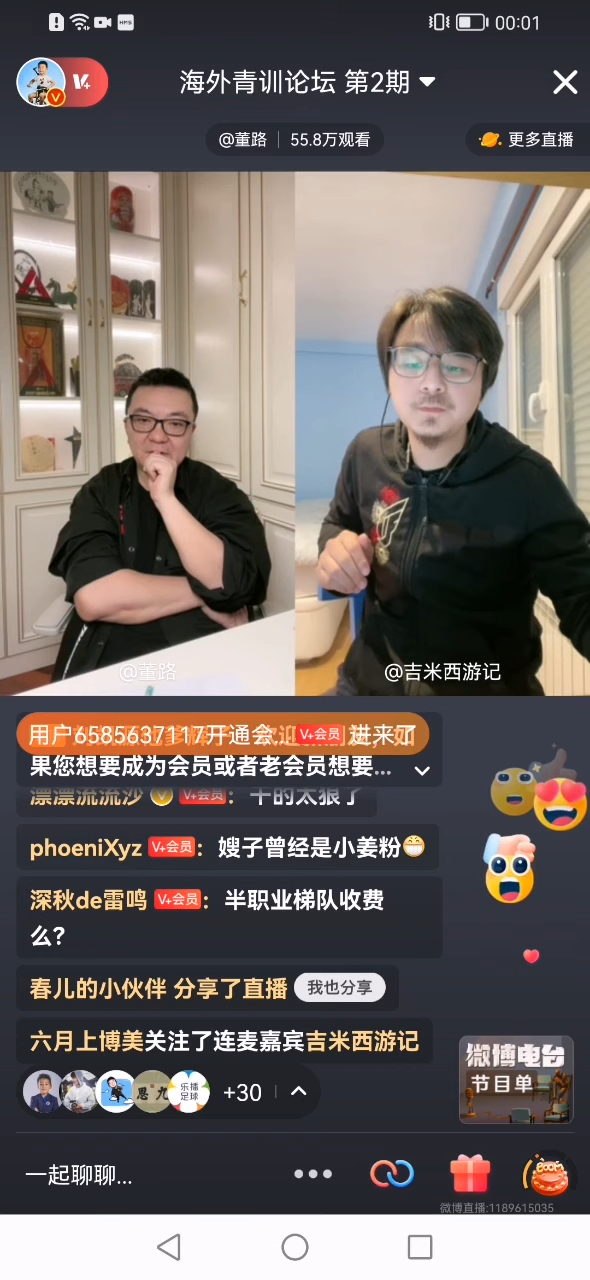 00:01
V+
海外青训论坛 第2期
@董路 55.8万观看
更多直播
@董路
@吉米西游记
用户6585637117开通会... V+会员 进来了
果您想要成为会员或者老会员想要...
漂漂流流沙 V+会员: 干的太狠了
phoeniXyz V+会员: 嫂子曾经是小姜粉
深秋de雷鸣 V+会员: 半职业梯队收费
么?
春儿的小伙伴 分享了直播 我也分享
六月上博美关注了连麦嘉宾吉米西游记
微博电台
节目单
乐播
足球
+30
一起聊聊...
微博直播:1189615035